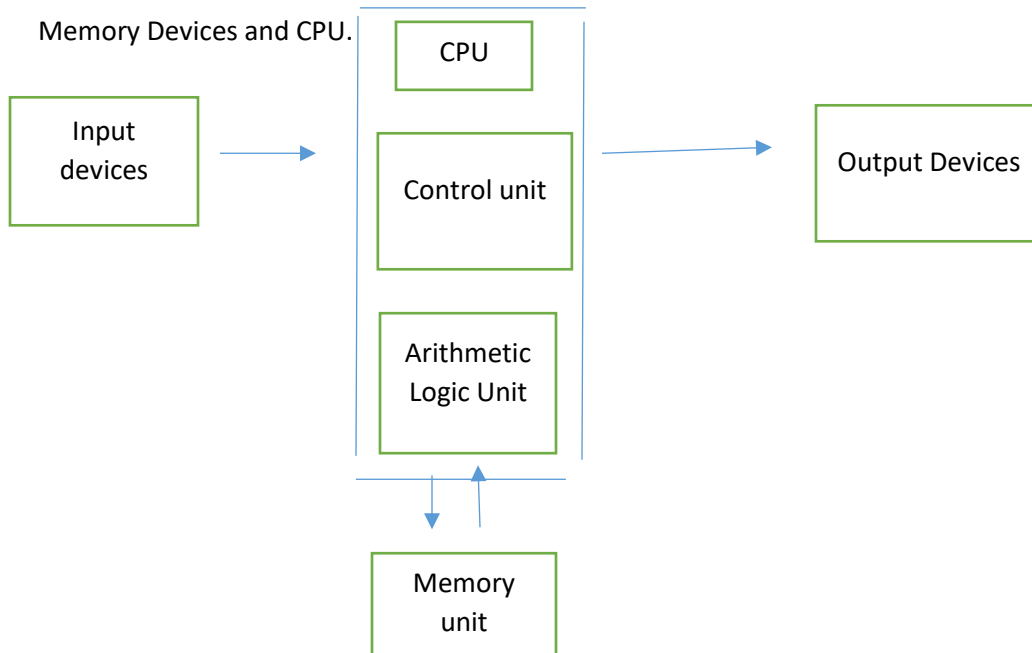 Memory Devices and CPU.
CPU
Input
devices
Control unit
Output Devices
Arithmetic
Logic Unit
Memory
unit